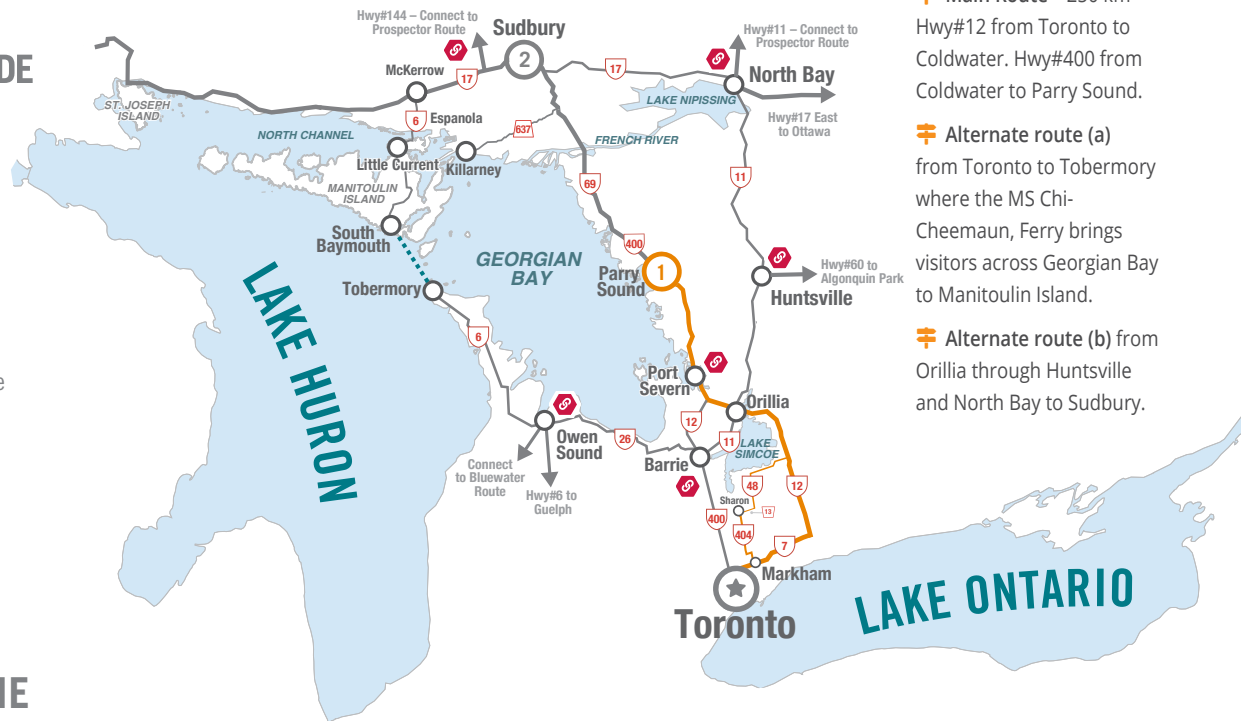 DE
e
IE
Hwy#144 – Connect to
Prospector Route
Sudbury
2
Hwy#11 – Connect to
Prospector Route
McKerrow
17
17
North Bay
ST. JOSEPH
ISLAND
LAKE NIPISSING
6
Espanola
637
Hwy#17 East
to Ottawa
NORTH CHANNEL
FRENCH RIVER
Little Current
Killarney
MANITOULIN
ISLAND
69
11
South
Baymouth
400
GEORGIAN
BAY
Parry
Sound
1
Hwy#60 to
Algonquin Park
Huntsville
Tobermory
LAKE HURON
6
Port
Severn
Orillia
Owen
Sound
26
12
11
LAKE
SIMCOE
Barrie
Connect
to Bluewater
Route
Hwy#6 to
Guelph
48
12
Sharon
13
400
404
7
Markham
Toronto
LAKE ONTARIO
Hwy#12 from Toronto to
Coldwater. Hwy#400 from
Coldwater to Parry Sound.
Alternate route (a)
from Toronto to Tobermory
where the MS Chi-
Cheemaun, Ferry brings
visitors across Georgian Bay
to Manitoulin Island.
Alternate route (b) from
Orillia through Huntsville
and North Bay to Sudbury.